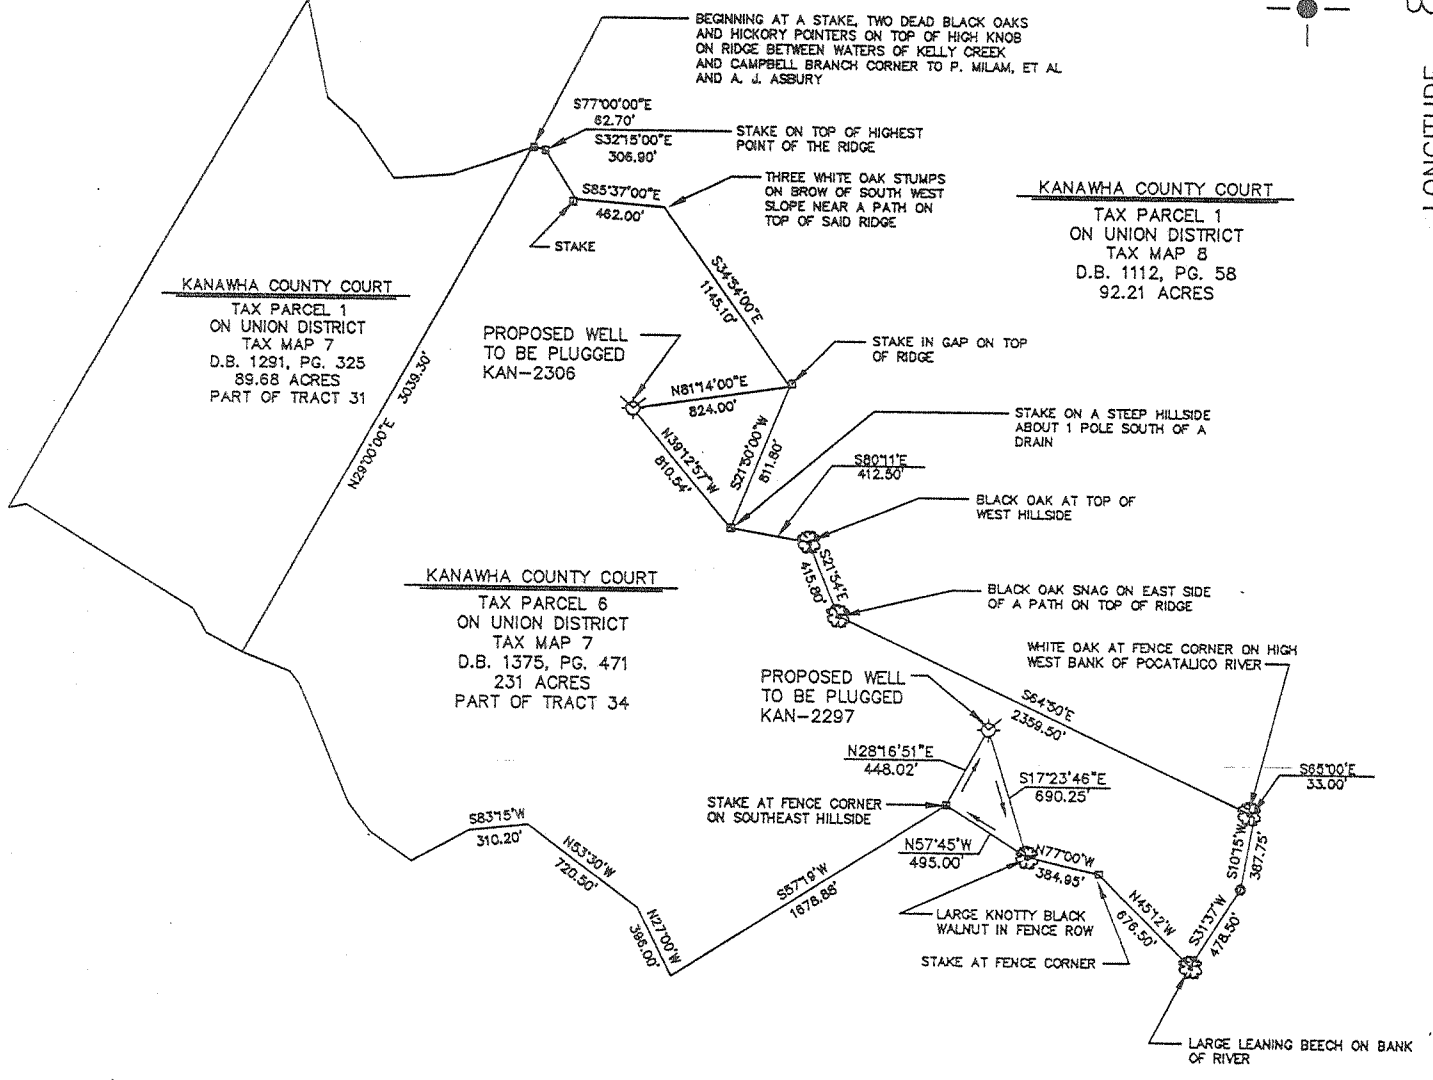 BEGINNING AT A STAKE, TWO DEAD BLACK OAKS
AND HICKORY POINTERS ON TOP OF HIGH KNOB
ON RIDGE BETWEEN WATERS OF KELLY CREEK
AND CAMPBELL BRANCH CORNER TO P. MILAM, ET AL
AND A. J. ASBURY
LONGITUDE
S77°00'00"E
62.70'
S32°15'00"E
306.90'
STAKE ON TOP OF HIGHEST
POINT OF THE RIDGE
S85°37'00"E
462.00'
THREE WHITE OAK STUMPS
ON BROW OF SOUTH WEST
SLOPE NEAR A PATH ON
TOP OF SAID RIDGE
STAKE
KANAWHA COUNTY COURT
TAX PARCEL 1
ON UNION DISTRICT
TAX MAP 8
D.B. 1112, PG. 58
92.21 ACRES
KANAWHA COUNTY COURT
TAX PARCEL 1
ON UNION DISTRICT
TAX MAP 7
D.B. 1291, PG. 325
89.68 ACRES
PART OF TRACT 31
N29°00'00"E 3039.30'
S34°54'00"E
1145.10'
PROPOSED WELL
TO BE PLUGGED
KAN-2306
STAKE IN GAP ON TOP
OF RIDGE
N81°14'00"E
824.00'
N39°12'57"W
810.54'
S21°50'00"W
811.80'
STAKE ON A STEEP HILLSIDE
ABOUT 1 POLE SOUTH OF A
DRAIN
S80°11'E
412.50'
BLACK OAK AT TOP OF
WEST HILLSIDE
S21°54'E
415.80'
BLACK OAK SNAG ON EAST SIDE
OF A PATH ON TOP OF RIDGE
KANAWHA COUNTY COURT
TAX PARCEL 6
ON UNION DISTRICT
TAX MAP 7
D.B. 1375, PG. 471
231 ACRES
PART OF TRACT 34
WHITE OAK AT FENCE CORNER ON HIGH
WEST BANK OF POCATALICO RIVER
PROPOSED WELL
TO BE PLUGGED
KAN-2297
S64°50'E
2359.50'
N28°16'51"E
448.02'
S17°23'46"E
690.25'
S65°00'E
33.00'
STAKE AT FENCE CORNER
ON SOUTHEAST HILLSIDE
S83°15'W
310.20'
N53°30'W
720.50'
N27°00'W
396.00'
S57°19'W
1678.88'
N57°45'W
495.00'
N77°00'W
384.95'
S10°15'W
387.75'
N45°12'W
676.50'
S31°37'W
478.50'
LARGE KNOTTY BLACK
WALNUT IN FENCE ROW
STAKE AT FENCE CORNER
LARGE LEANING BEECH ON BANK
OF RIVER